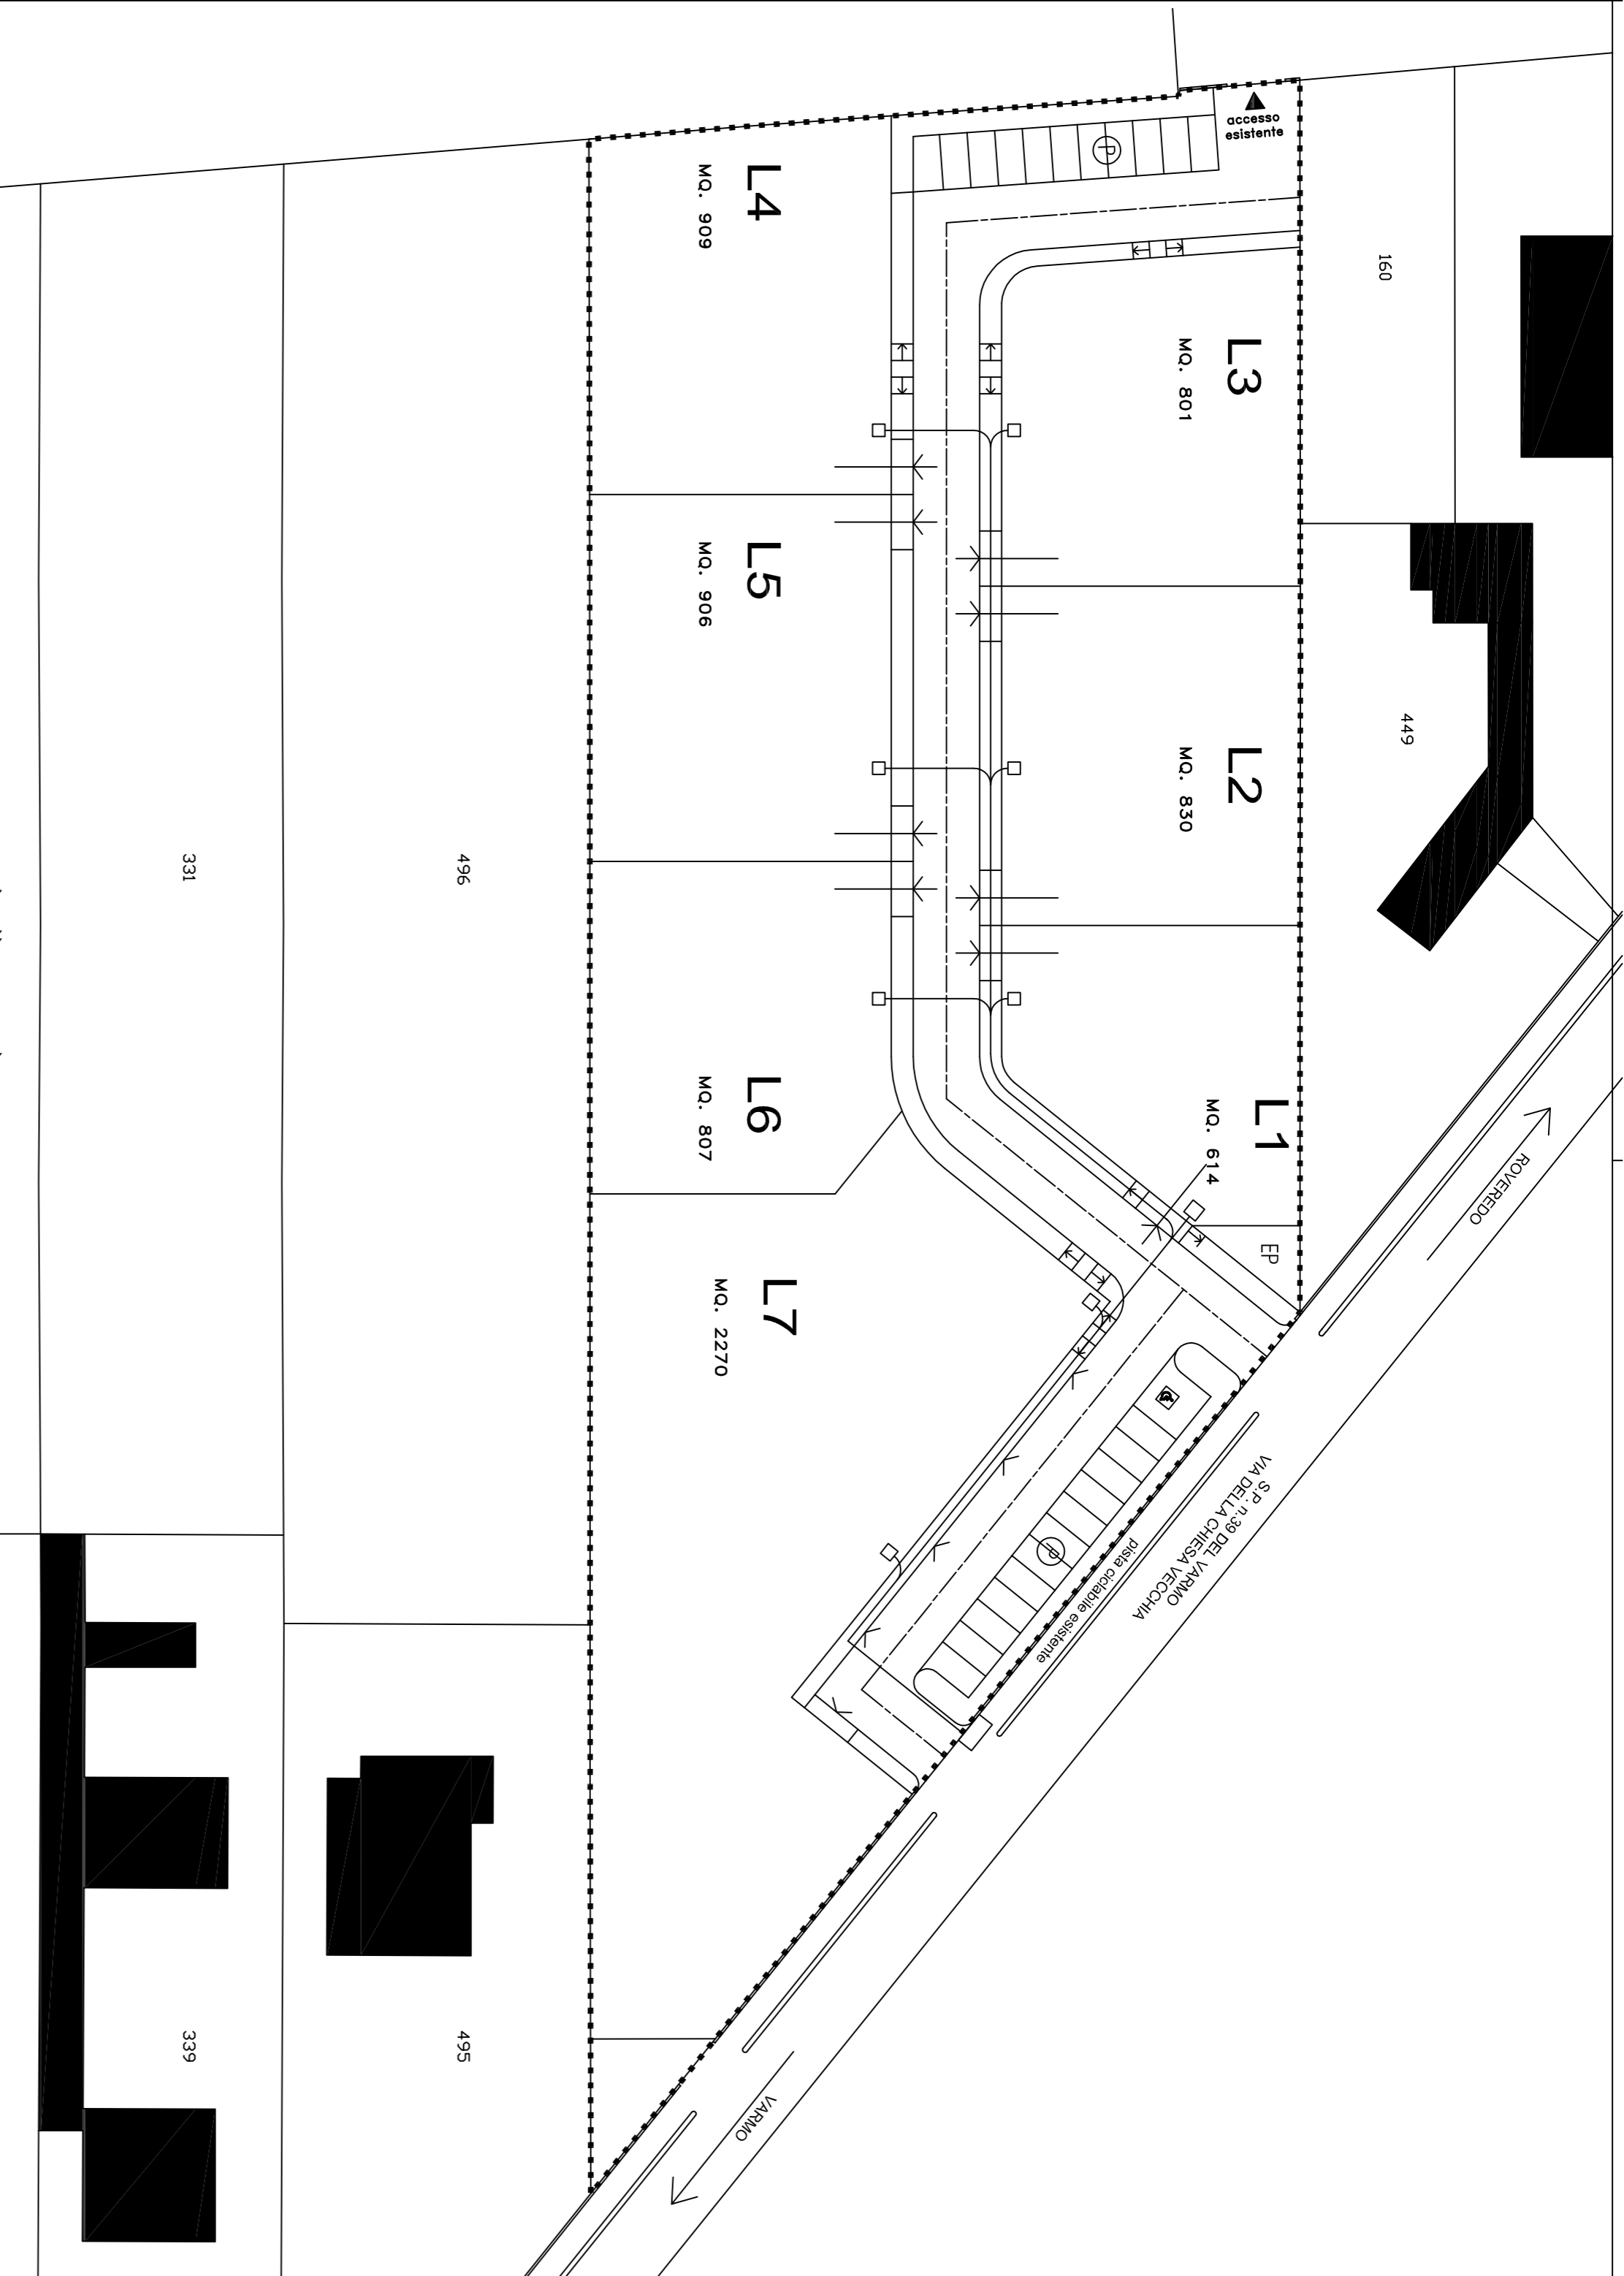 accesso
esistente
P
160
449
L3
MQ. 801
L2
MQ. 830
L1
MQ. 614
EP
L4
MQ. 909
L5
MQ. 906
L6
MQ. 807
L7
MQ. 2270
P
ROVEREDO
S.P. n.39 DEL VARMO
VIA DELLA CHIESA VECCHIA
pista ciclabile esistente
VARMO
496
331
495
339